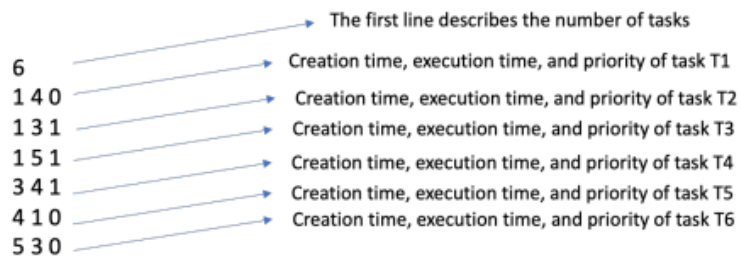 The first line describes the number of tasks
6
Creation time, execution time, and priority of task T1
1 4 0
Creation time, execution time, and priority of task T2
1 3 1
Creation time, execution time, and priority of task T3
1 5 1
Creation time, execution time, and priority of task T4
3 4 1
Creation time, execution time, and priority of task T5
4 1 0
Creation time, execution time, and priority of task T6
5 3 0